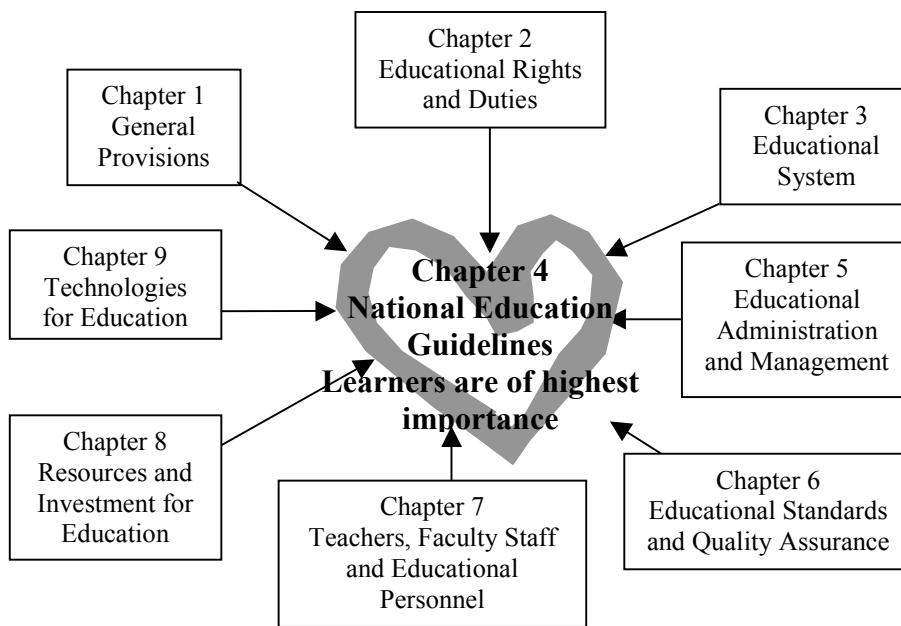 Chapter 2
Educational Rights
and Duties
Chapter 1
General
Provisions
Chapter 3
Educational
System
Chapter 9
Technologies
for Education
Chapter 4
National Education
Guidelines
Learners are of highest
importance
Chapter 5
Educational
Administration
and Management
Chapter 8
Resources and
Investment for
Education
Chapter 7
Teachers, Faculty Staff
and Educational
Personnel
Chapter 6
Educational Standards
and Quality Assurance